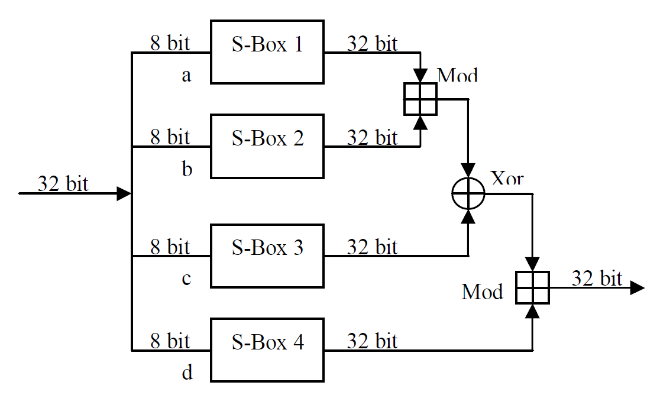 8 bit S-Box 1 32 bit
a Mod
8 bit S-Box 2 32 bit
b
32 bit Xor
8 bit S-Box 3 32 bit
c Mod 32 bit
8 bit S-Box 4 32 bit
d